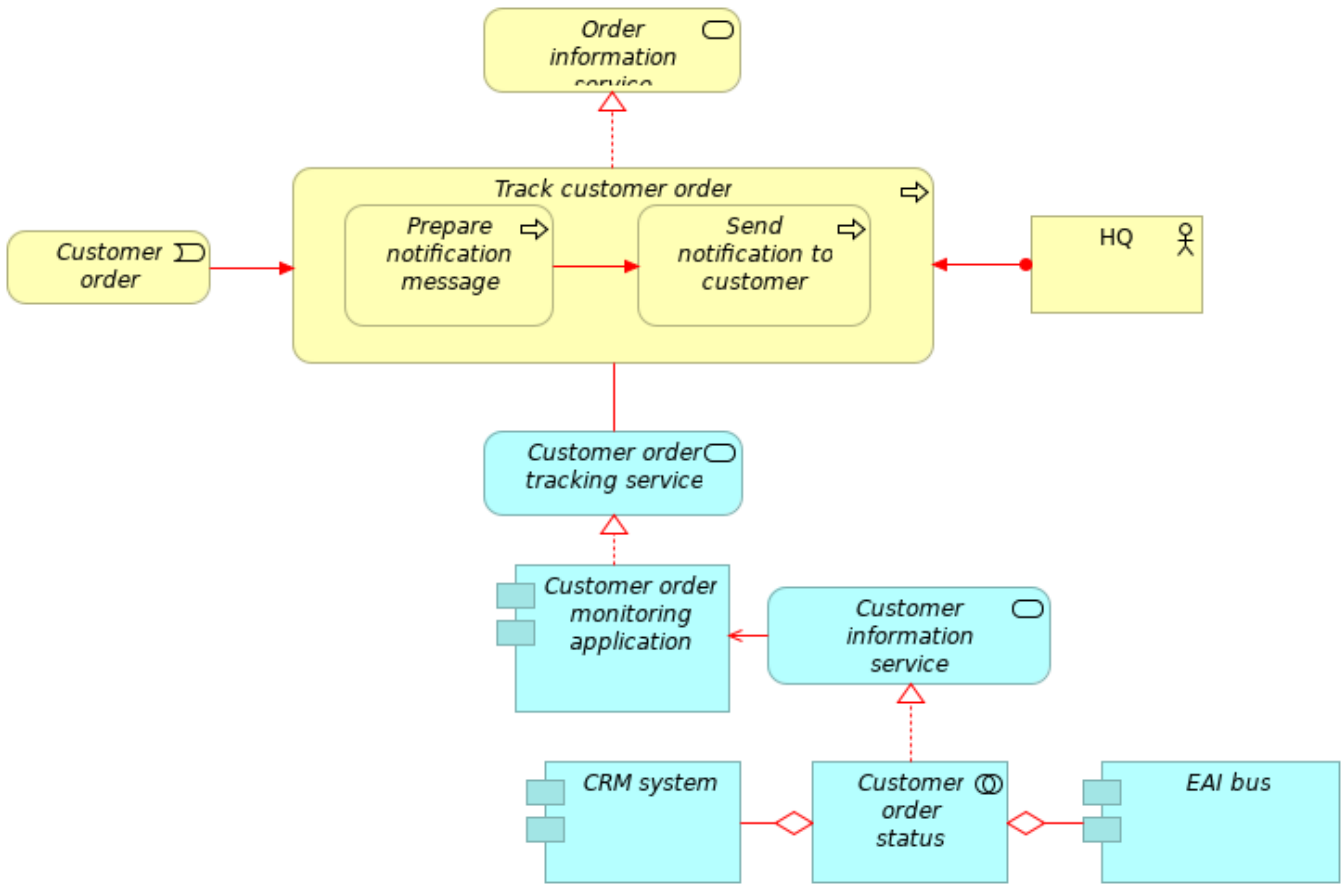 Order
information
service
Track customer order
Prepare
notification
message
Send
notification to
customer
Customer
order
HQ
Customer order
tracking service
Customer order
monitoring
application
Customer
information
service
CRM system
Customer
order
status
EAI bus